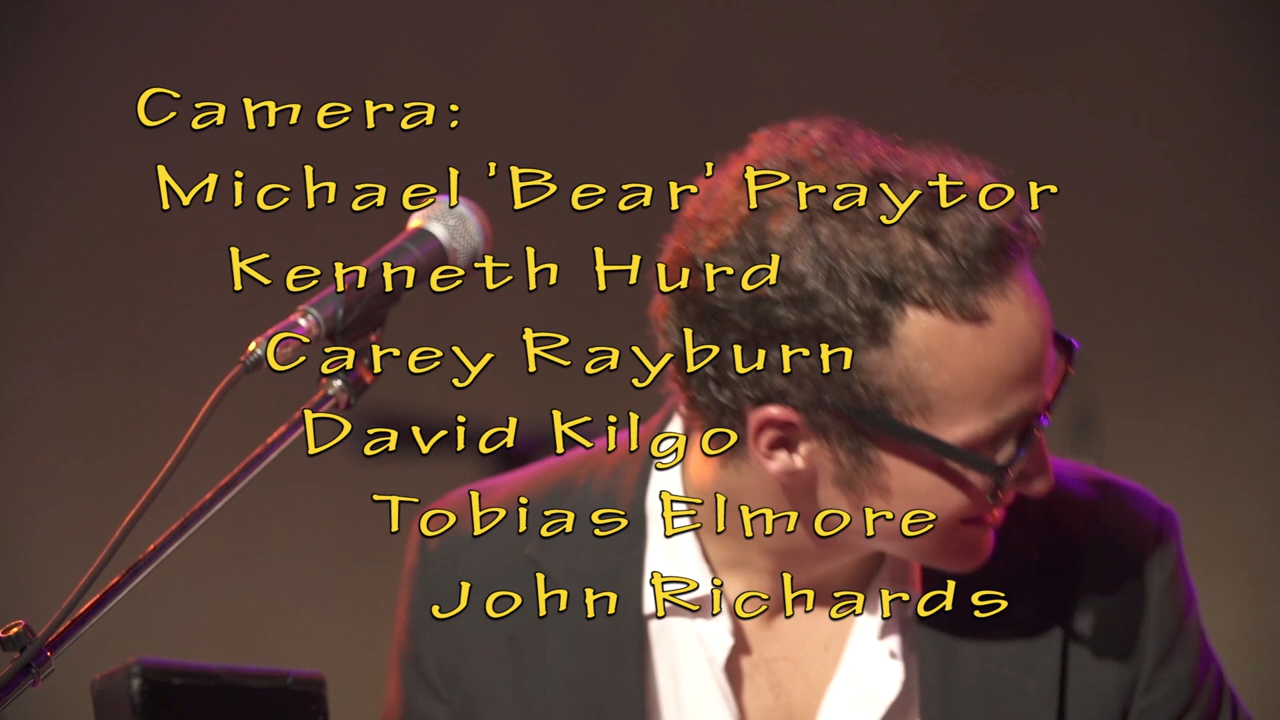 Camera:
Michael 'Bear' Praytor
Kenneth Hurd
Carey Rayburn
David Kilgo
Tobias Elmore
John Richards